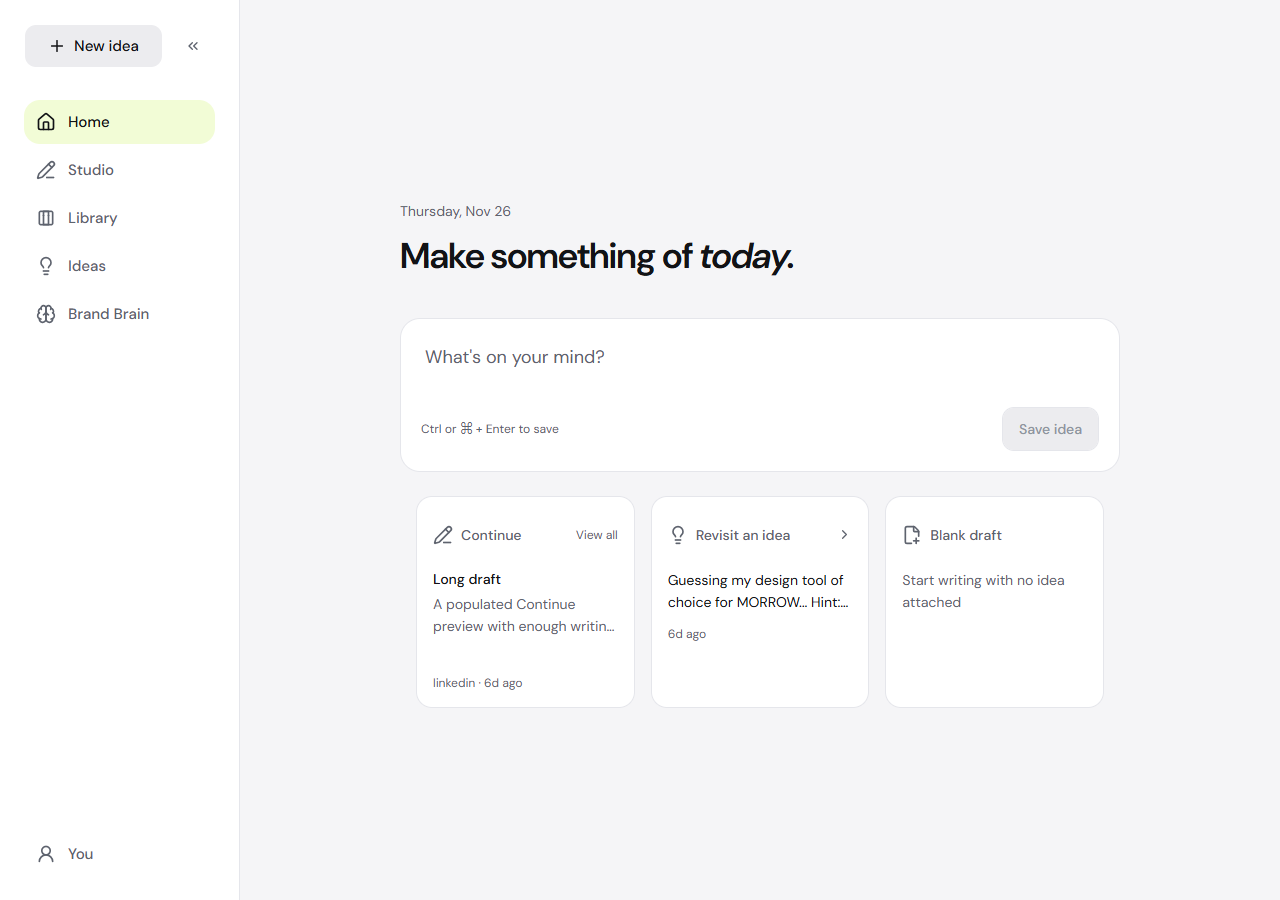 New idea
Home
Studio
Library
Ideas
Brand Brain
You
Thursday, Nov 26
Make something of today.
What's on your mind?
Ctrl or ⌘ + Enter to save
Save idea
Continue
View all
Long draft
A populated Continue
preview with enough writin...
linkedin · 6d ago
Revisit an idea
Guessing my design tool of
choice for MORROW... Hint:...
6d ago
Blank draft
Start writing with no idea
attached